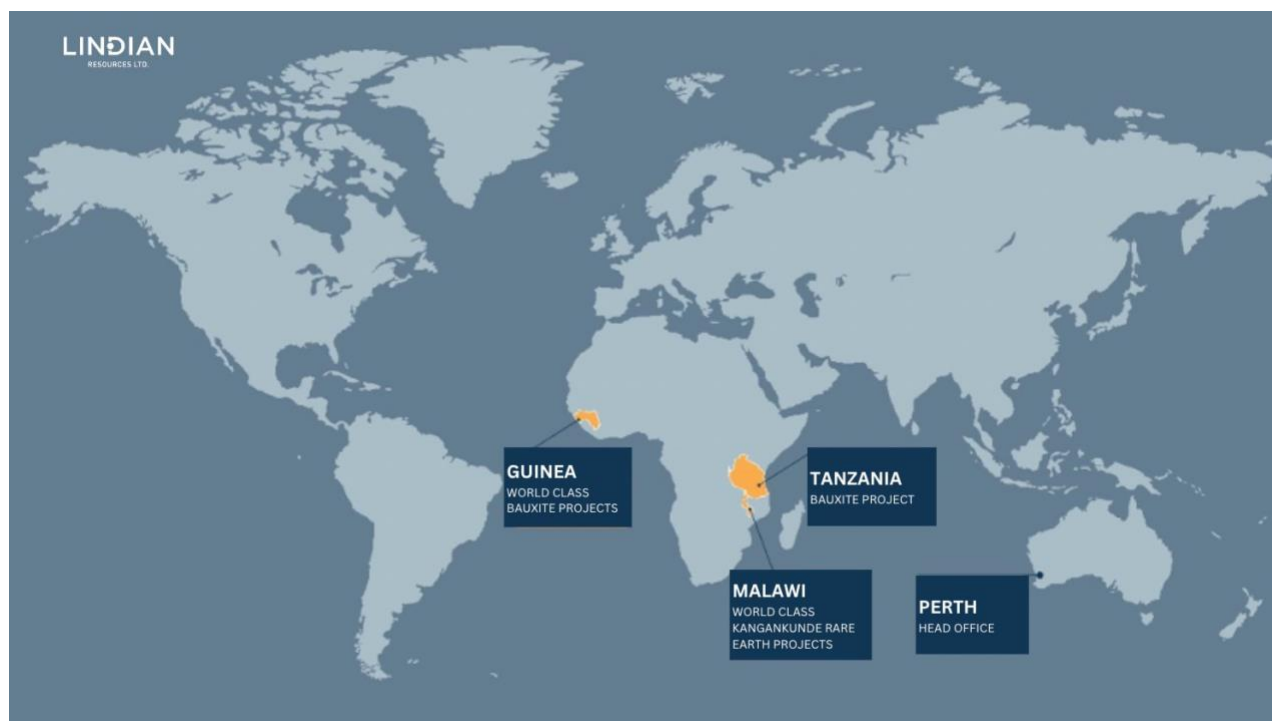 LINDIAN
RESOURCES LTD.
GUINEA
WORLD CLASS
BAUXITE PROJECTS
TANZANIA
BAUXITE PROJECT
MALAWI
WORLD CLASS
KANGANKUNDE RARE
EARTH PROJECTS
PERTH
HEAD OFFICE